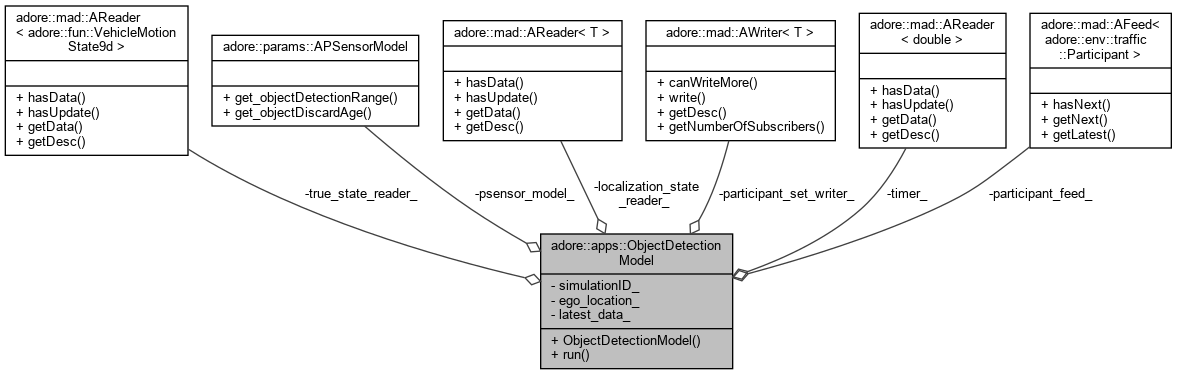 adore::mad::AReader
< adore::fun::VehicleMotion
State9d >
+ hasData()
+ hasUpdate()
+ getData()
+ getDesc()
adore::params::APSensorModel
+ get_objectDetectionRange()
+ get_objectDiscardAge()
adore::mad::AReader< T >
+ hasData()
+ hasUpdate()
+ getData()
+ getDesc()
adore::mad::AWriter< T >
+ canWriteMore()
+ write()
+ getDesc()
+ getNumberOfSubscribers()
adore::mad::AReader
< double >
+ hasData()
+ hasUpdate()
+ getData()
+ getDesc()
adore::mad::AFeed<
adore::env::traffic
::Participant >
+ hasNext()
+ getNext()
+ getLatest()
-true_state_reader_
-psensor_model_
-localization_state
_reader_
-participant_set_writer_
-timer_
-participant_feed_
adore::apps::ObjectDetection
Model
- simulationID_
- ego_location_
- latest_data_
+ ObjectDetectionModel()
+ run()